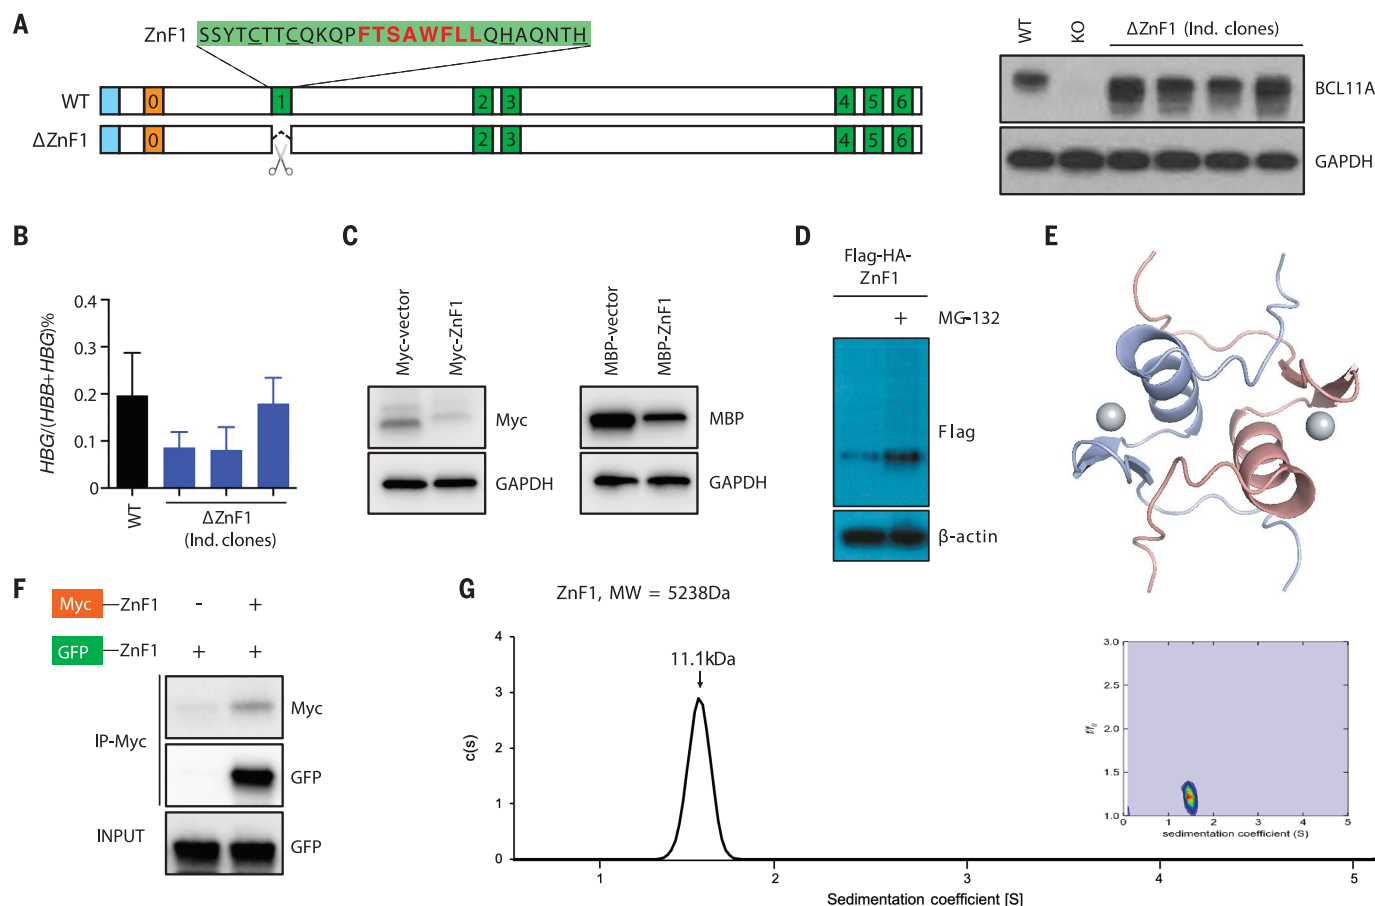 A
ZnF1 SSYTCTTCQKQPFTSAWFLLQHAQNTH
WT 0 1 2 3 4 5 6
ΔZnF1 0 2 3 4 5 6
WT KO ΔZnF1 (Ind. clones)
BCL11A
GAPDH
B
HBG/(HBB+HBG)%
0.4
0.3
0.2
0.1
0
WT
ΔZnF1
(Ind. clones)
C
Myc-vector Myc-ZnF1
Myc
GAPDH
MBP-vector MBP-ZnF1
MBP
GAPDH
D
Flag-HA-
ZnF1
+ MG-132
Flag
β-actin
E
F
Myc ZnF1 - +
GFP ZnF1 + +
IP-Myc
Myc
GFP
INPUT
GFP
G
ZnF1, MW = 5238Da
11.1kDa
c(s)
4
3
2
1
0
1 2 3 4 5
Sedimentation coefficient [S]
f/f0
3.0
2.5
2.0
1.5
1.0
0 1 2 3 4 5
sedimentation coefficient (S)